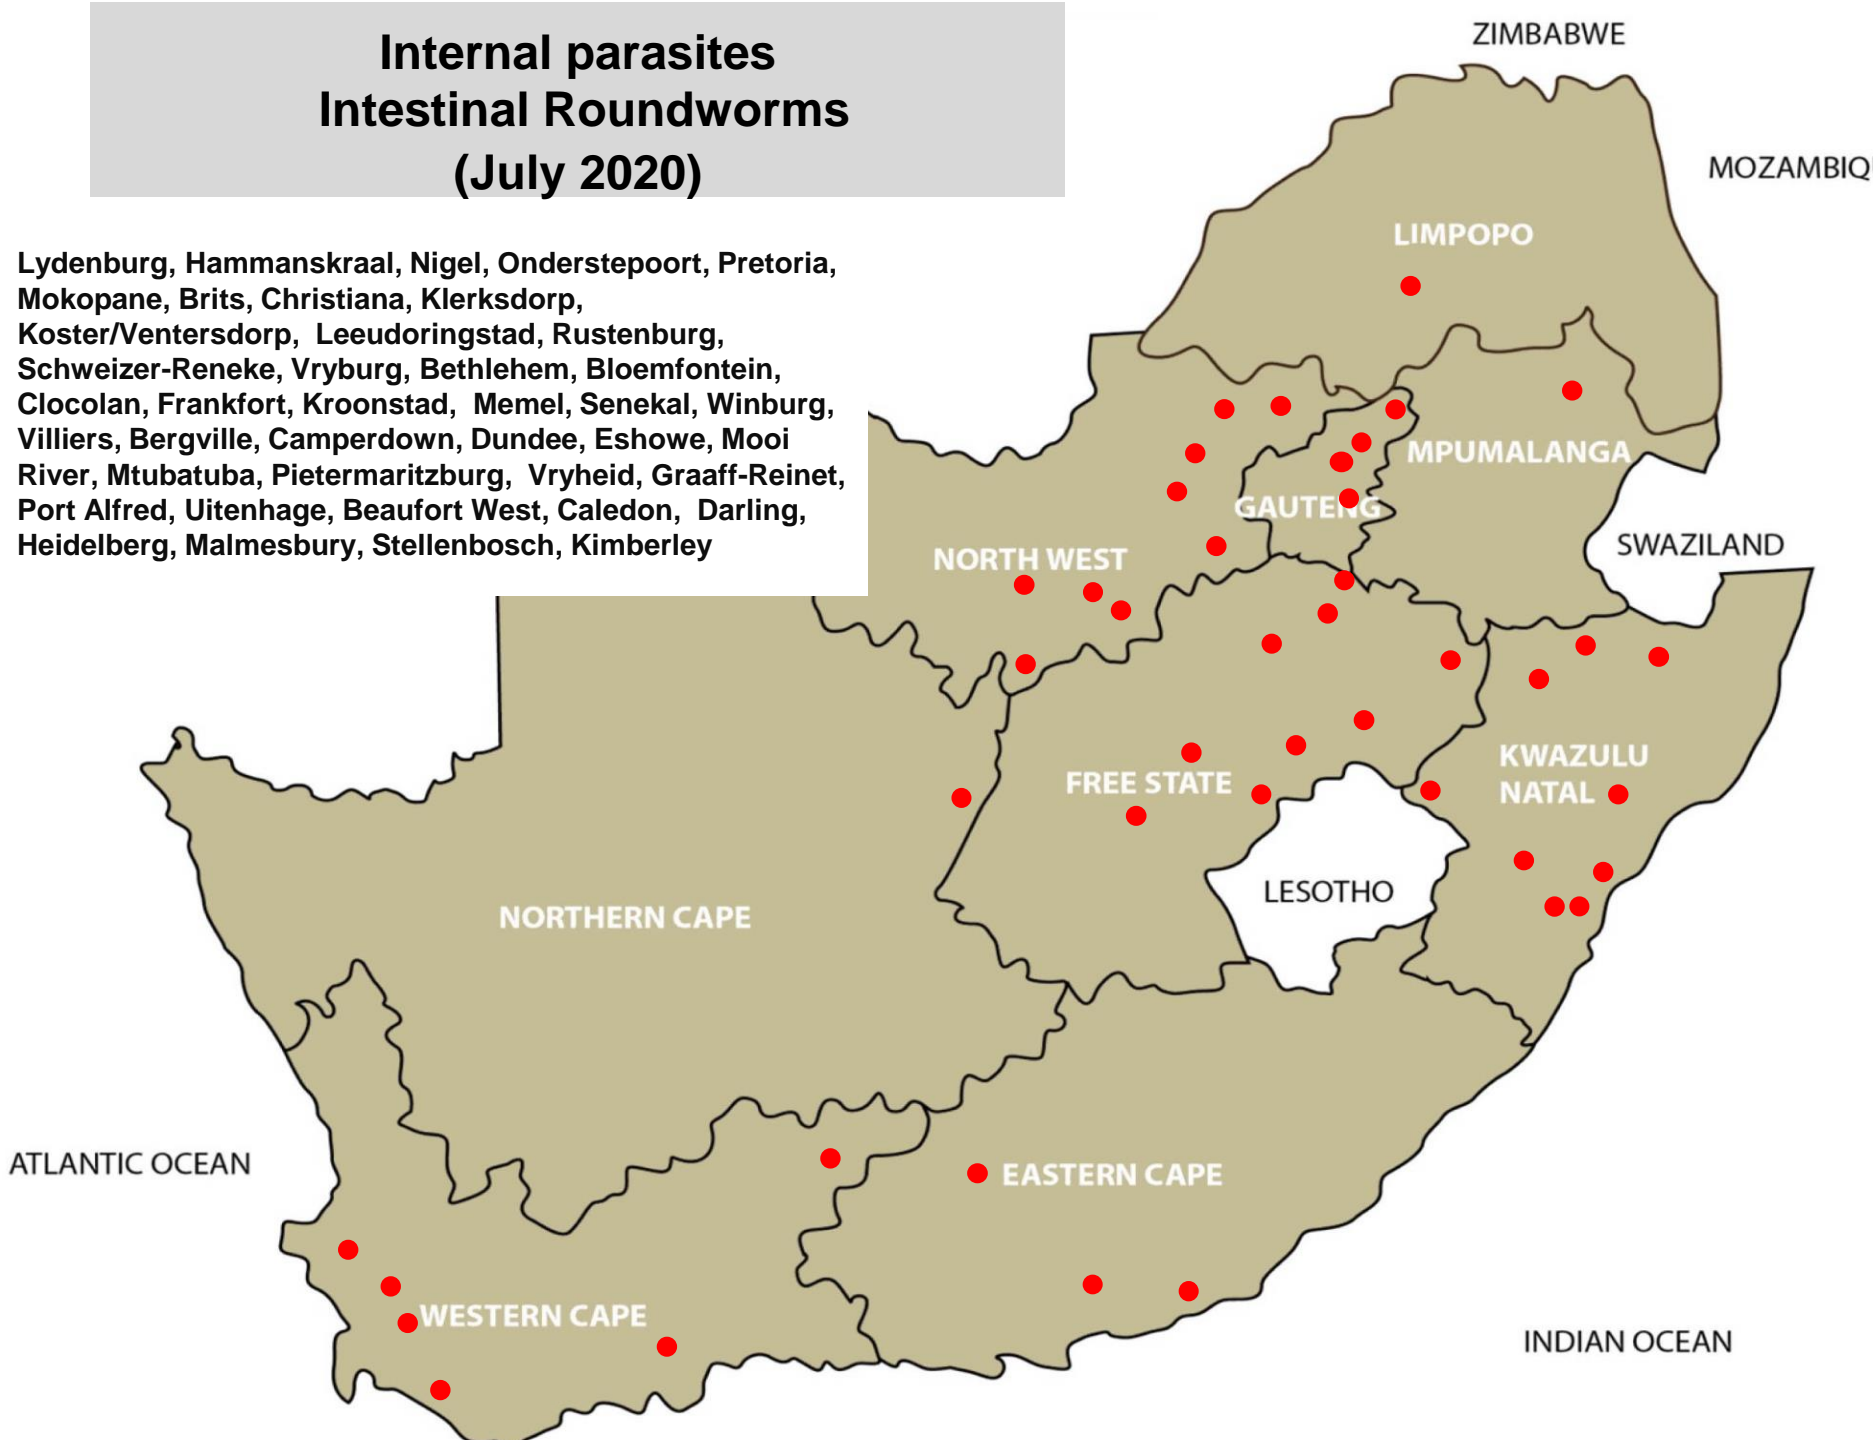 Internal parasites
Intestinal Roundworms
(July 2020)
Lydenburg, Hammanskraal, Nigel, Onderstepoort, Pretoria,
Mokopane, Brits, Christiana, Klerksdorp,
Koster/Ventersdorp, Leeudoringstad, Rustenburg,
Schweizer-Reneke, Vryburg, Bethlehem, Bloemfontein,
Clocolan, Frankfort, Kroonstad, Memel, Senekal, Winburg,
Villiers, Bergville, Camperdown, Dundee, Eshowe, Mooi
River, Mtubatuba, Pietermaritzburg, Vryheid, Graaff-Reinet,
Port Alfred, Uitenhage, Beaufort West, Caledon, Darling,
Heidelberg, Malmesbury, Stellenbosch, Kimberley
ZIMBABWE
MOZAMBIQ
LIMPOPO
MPUMALANGA
GAUTENG
SWAZILAND
NORTH WEST
KWAZULU
NATAL
FREE STATE
LESOTHO
NORTHERN CAPE
ATLANTIC OCEAN
EASTERN CAPE
WESTERN CAPE
INDIAN OCEAN